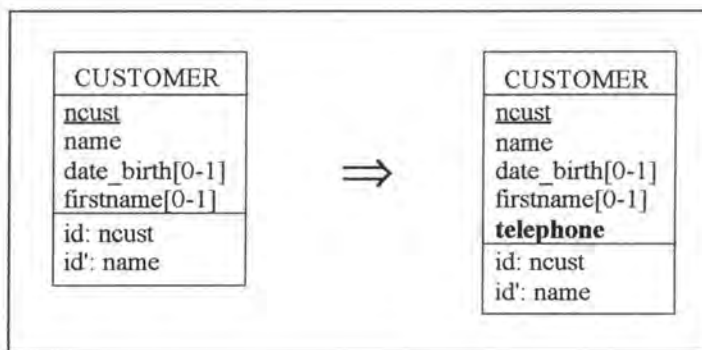 CUSTOMER
ncust
name
date_birth[0-1]
firstname[0-1]
id: ncust
id': name
⇒
CUSTOMER
ncust
name
date_birth[0-1]
firstname[0-1]
telephone
id: ncust
id': name